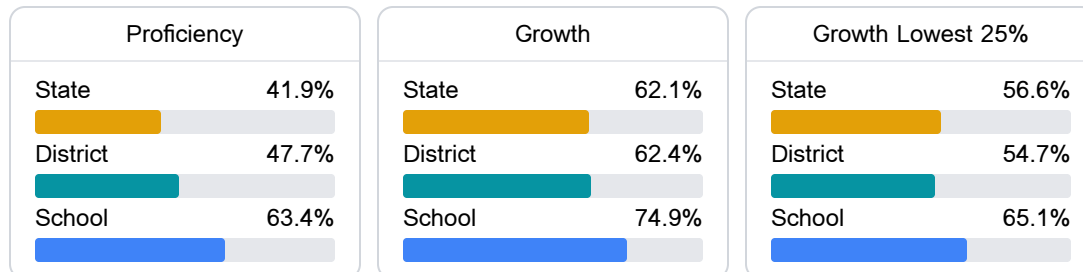 Proficiency
State 41.9%
District 47.7%
School 63.4%
Growth
State 62.1%
District 62.4%
School 74.9%
Growth Lowest 25%
State 56.6%
District 54.7%
School 65.1%